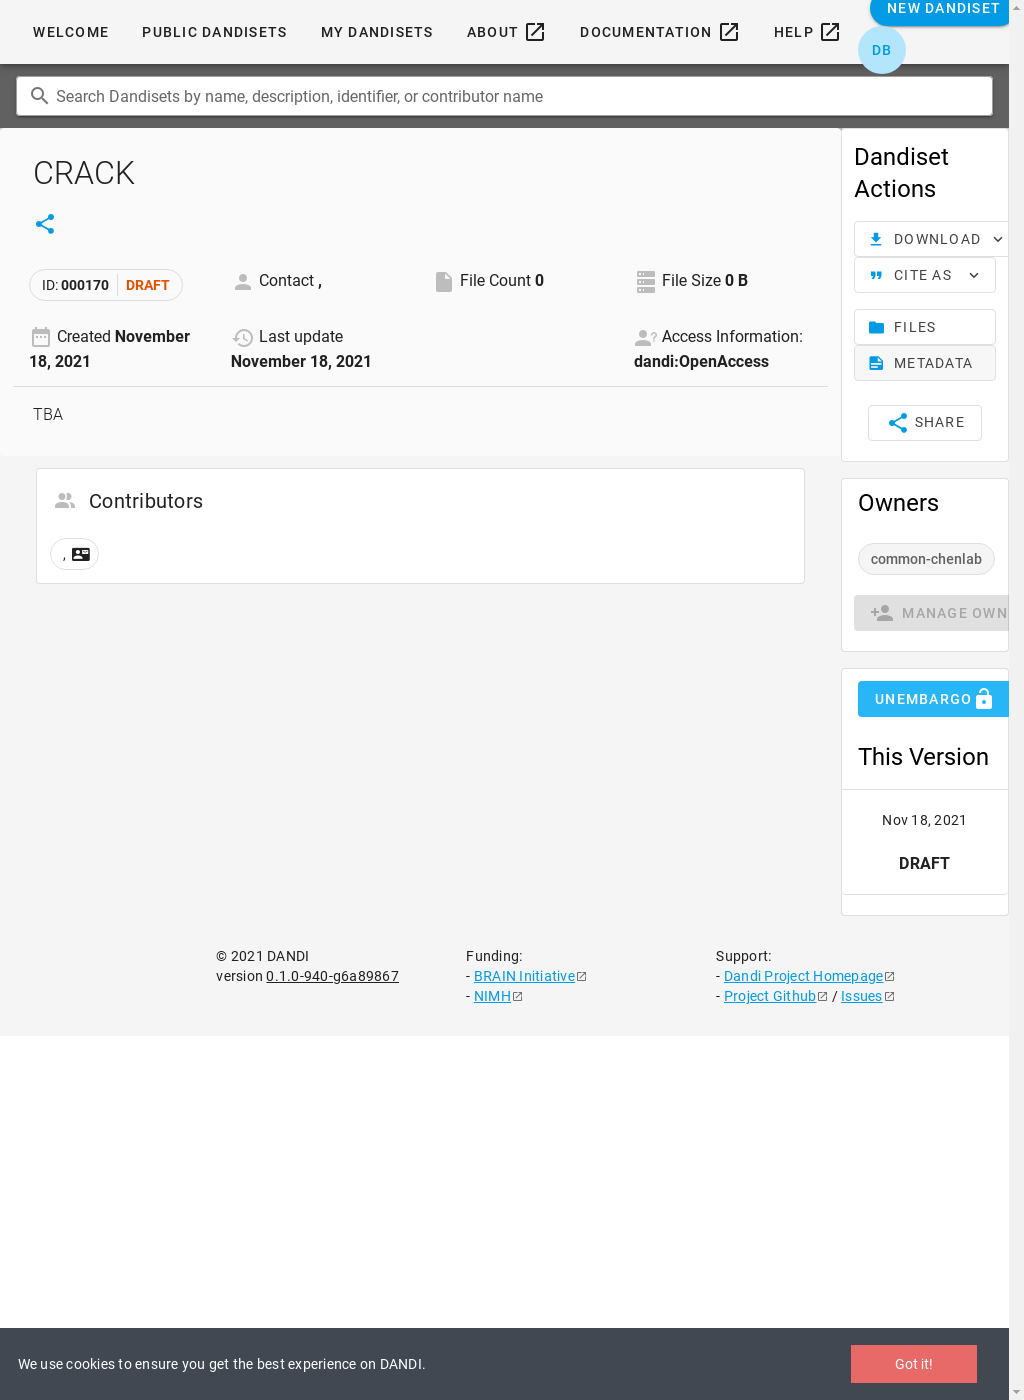 NEW DANDISET
WELCOME
PUBLIC DANDISETS
MY DANDISETS
ABOUT
DOCUMENTATION
HELP
DB
Search Dandisets by name, description, identifier, or contributor name
CRACK
ID: 000170 DRAFT
Contact ,
File Count 0
File Size 0 B
Created November 18, 2021
Last update November 18, 2021
Access Information: dandi:OpenAccess
TBA
Contributors
,
Dandiset Actions
DOWNLOAD
CITE AS
FILES
METADATA
SHARE
Owners
common-chenlab
MANAGE OWN
UNEMBARGO
This Version
Nov 18, 2021
DRAFT
© 2021 DANDI
version 0.1.0-940-g6a89867
Funding:
- BRAIN Initiative
- NIMH
Support:
- Dandi Project Homepage
- Project Github / Issues
We use cookies to ensure you get the best experience on DANDI.
Got it!